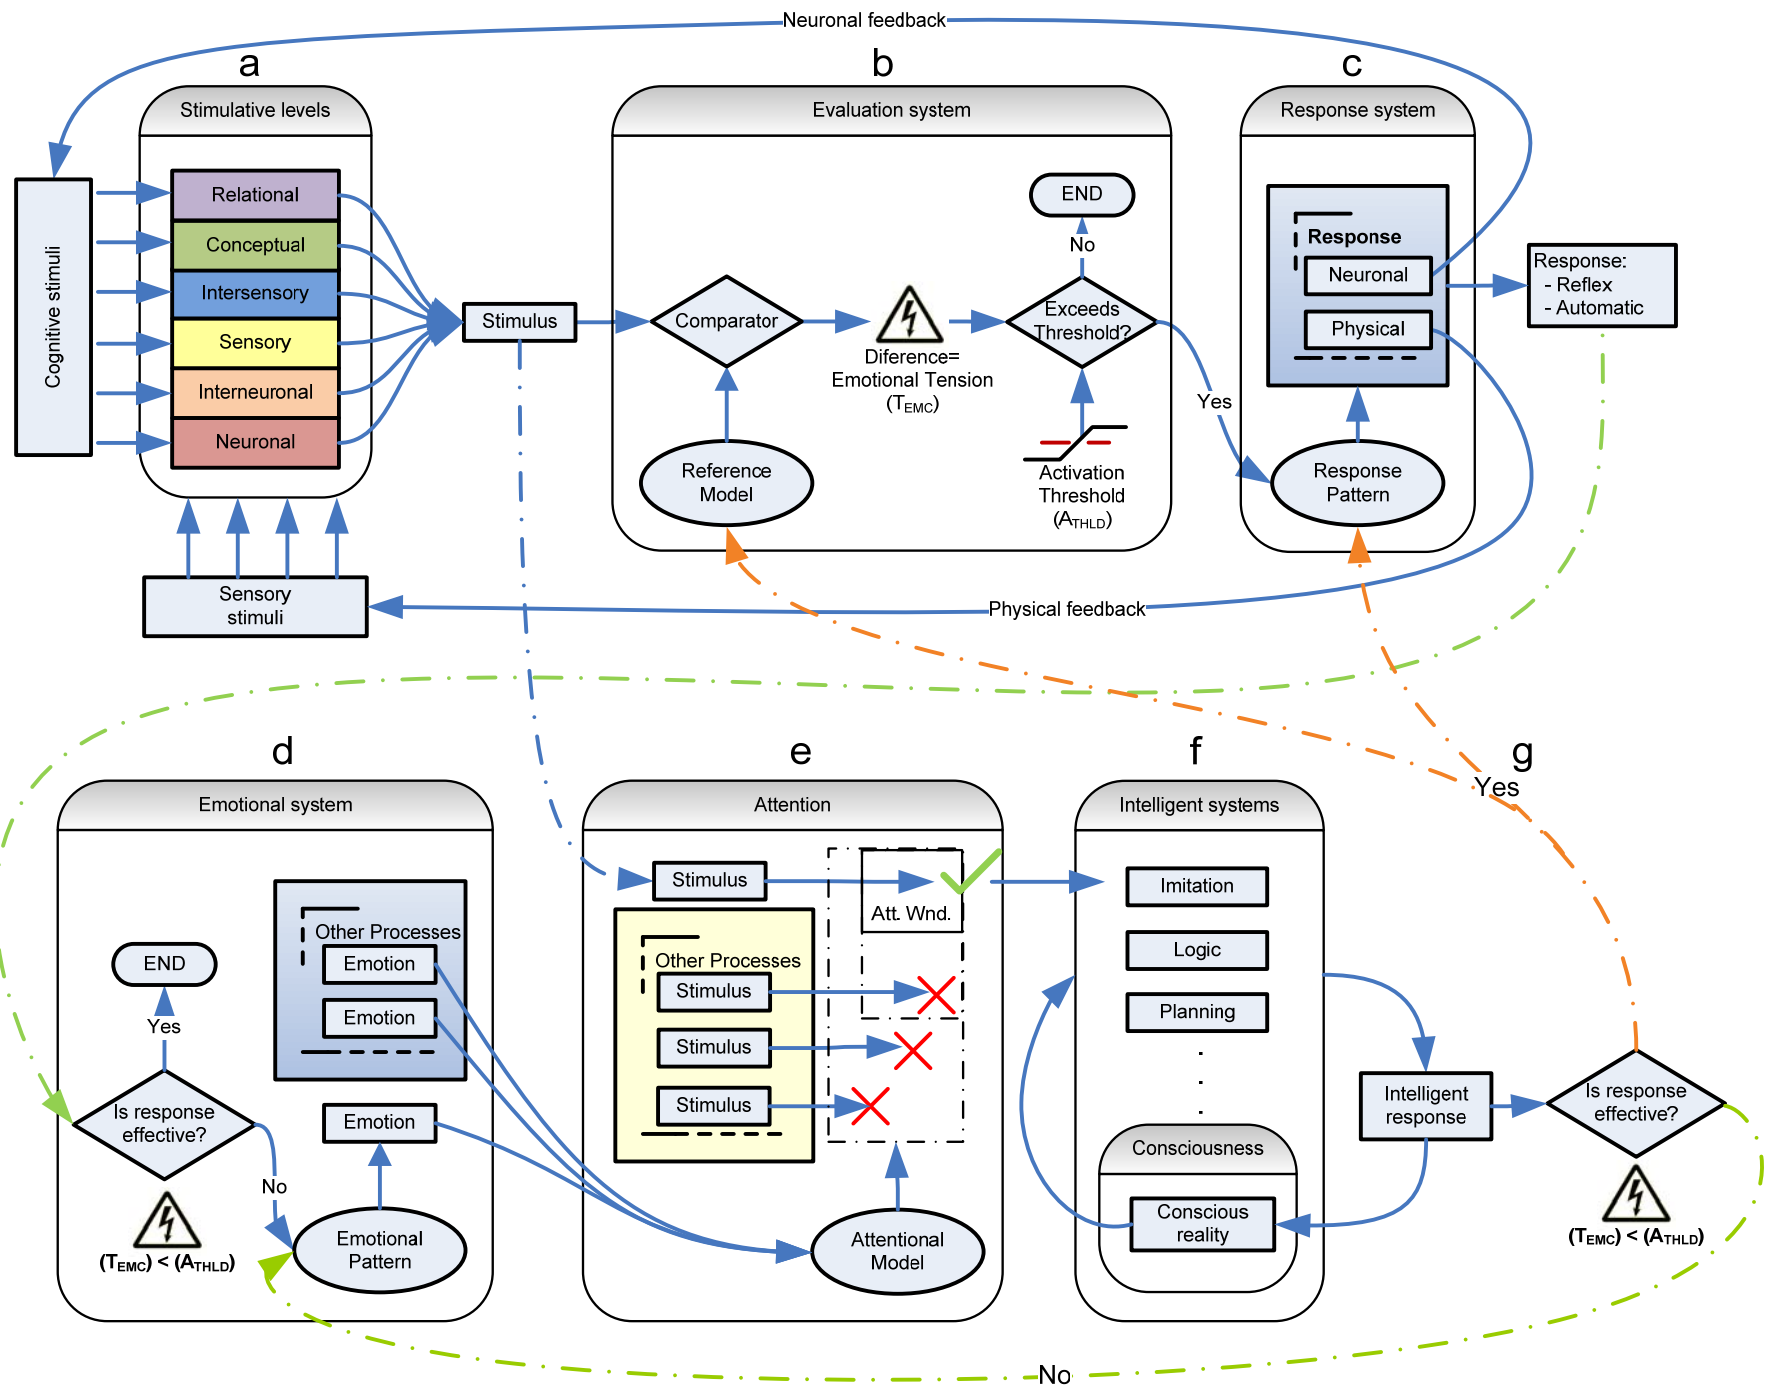 Neuronal feedback
a
b
c
Stimulative levels
Evaluation system
Response system
Cognitive stimuli
Relational
Conceptual
Intersensory
Sensory
Interneuronal
Neuronal
Sensory
stimuli
Stimulus
Comparator
Reference
Model
Diference=
Emotional Tension
(TEMC)
END
No
Exceeds
Threshold?
Activation
Threshold
(ATHLD)
Yes
Response
Neuronal
Physical
Response
Pattern
Response:
- Reflex
- Automatic
Physical feedback
d
e
f
g
Yes
Emotional system
Attention
Intelligent systems
END
Yes
Is response
effective?
No
(TEMC) < (ATHLD)
Other Processes
Emotion
Emotion
Emotion
Emotional
Pattern
Stimulus
Att. Wnd.
Other Processes
Stimulus
Stimulus
Stimulus
Attentional
Model
Imitation
Logic
Planning
Consciousness
Conscious
reality
Intelligent
response
Is response
effective?
(TEMC) < (ATHLD)
No